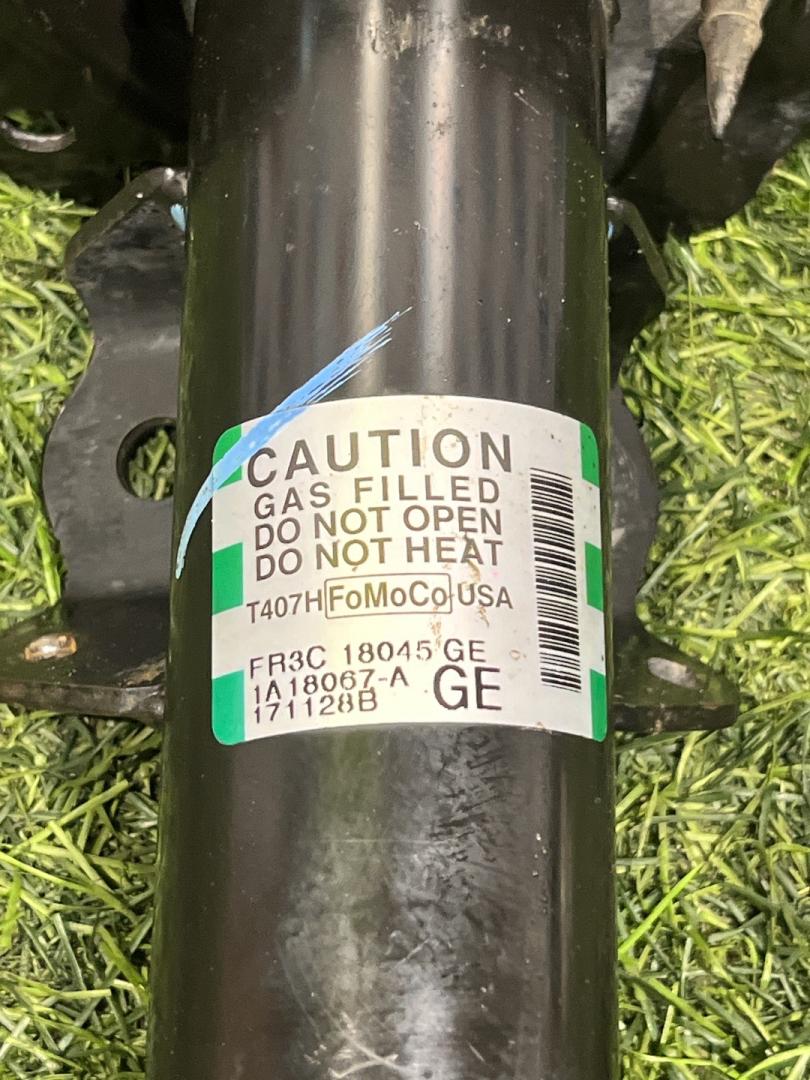 CAUTION
GAS FILLED
DO NOT OPEN
DO NOT HEAT
T407H FoMoCo USA
FR3C 18045 GE
1A18067-A GE
171128B